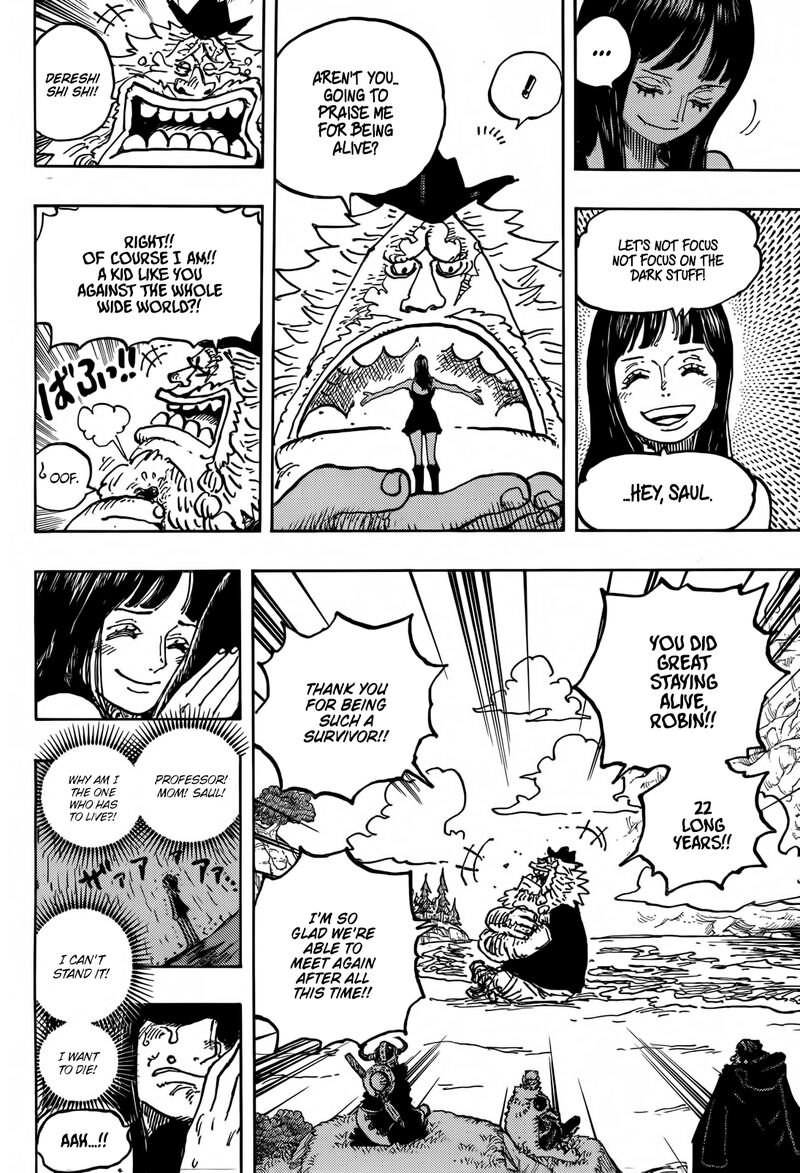 ...
LET'S NOT FOCUS
NOT FOCUS ON THE
DARK STUFF!
...HEY, SAUL.
!
AREN'T YOU...
GOING TO
PRAISE ME
FOR BEING
ALIVE?
DERESHI
SHI SHI!
RIGHT!!
OF COURSE I AM!!
A KID LIKE YOU
AGAINST THE WHOLE
WIDE WORLD?!
ばふっ!!
OOF.
YOU DID
GREAT
STAYING
ALIVE,
ROBIN!!
22
LONG
YEARS!!
THANK YOU
FOR BEING
SUCH A
SURVIVOR!!
I'M SO
GLAD WE'RE
ABLE TO
MEET AGAIN
AFTER ALL
THIS TIME!!
PROFESSOR!
MOM! SAUL!
WHY AM I
THE ONE
WHO HAS
TO LIVE?!
ザァァァ
I CAN'T
STAND IT!
I WANT
TO DIE!
AAH...!!